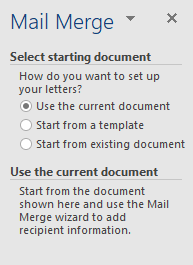 Mail Merge
Select starting document
How do you want to set up
your letters?
Use the current document
Start from a template
Start from existing document
Use the current document
Start from the document
shown here and use the Mail
Merge wizard to add
recipient information.